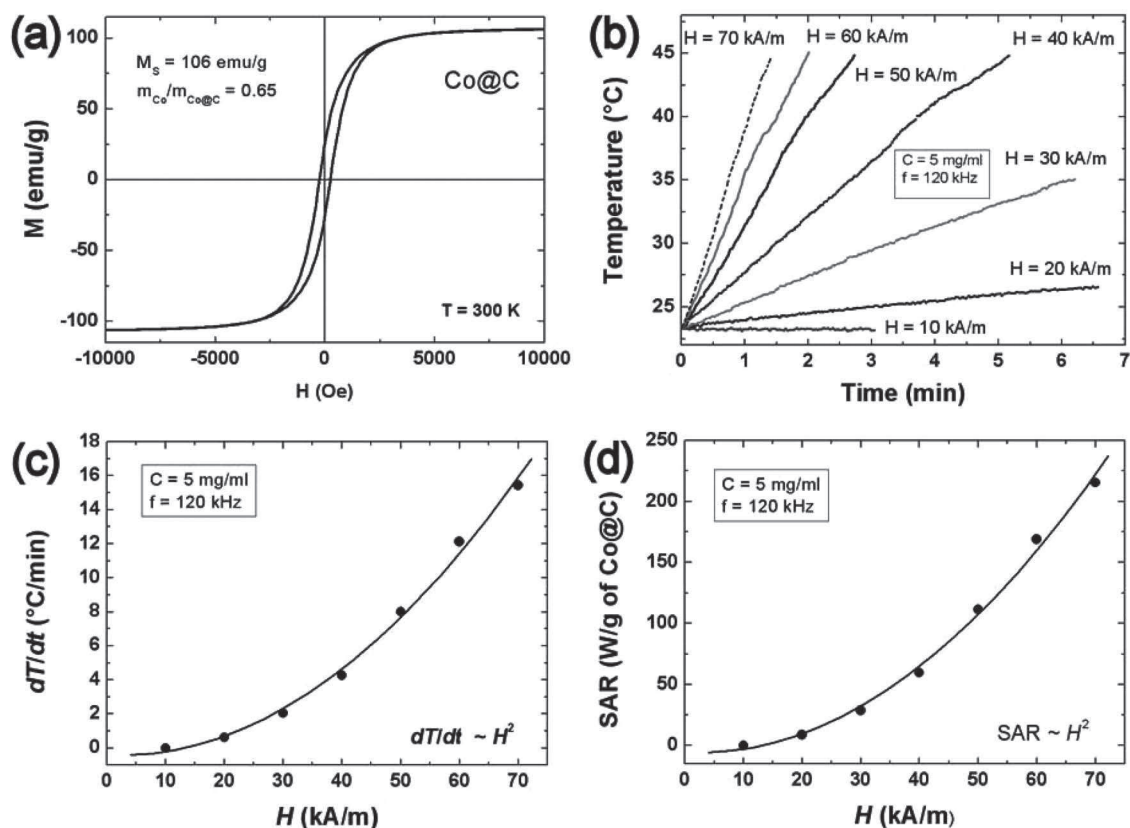 (a)
M_S = 106 emu/g
m_Co/m_Co@C = 0.65
Co@C
T = 300 K
M (emu/g)
100
50
0
-50
-100
-10000 -5000 0 5000 10000
H (Oe)
(b)
H = 70 kA/m
H = 60 kA/m
H = 40 kA/m
H = 50 kA/m
C = 5 mg/ml
f = 120 kHz
H = 30 kA/m
H = 20 kA/m
H = 10 kA/m
Temperature (°C)
45
40
35
30
25
0 1 2 3 4 5 6 7
Time (min)
(c)
C = 5 mg/ml
f = 120 kHz
dT/dt ~ H²
dT/dt (°C/min)
18
16
14
12
10
8
6
4
2
0
0 10 20 30 40 50 60 70
H (kA/m)
(d)
C = 5 mg/ml
f = 120 kHz
SAR ~ H²
SAR (W/g of Co@C)
250
200
150
100
50
0
0 10 20 30 40 50 60 70
H (kA/m)